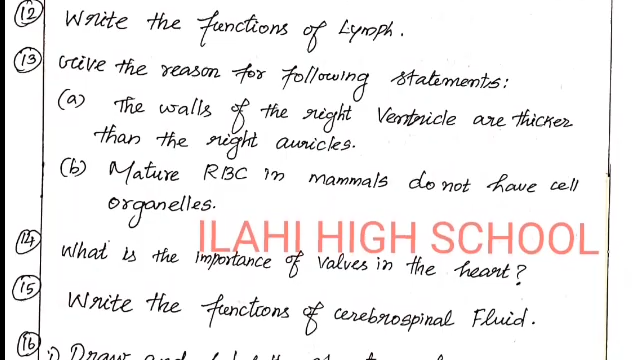 12 Write the functions of Lymph.
13 Give the reason for following statements:
(a) The walls of the right Ventricle are thicker
than the right auricles.
(b) Mature RBC in mammals do not have cell
organelles.
ILAHI HIGH SCHOOL
14 What is the importance of valves in the heart?
15 Write the functions of cerebrospinal Fluid.
16 i) Draw and